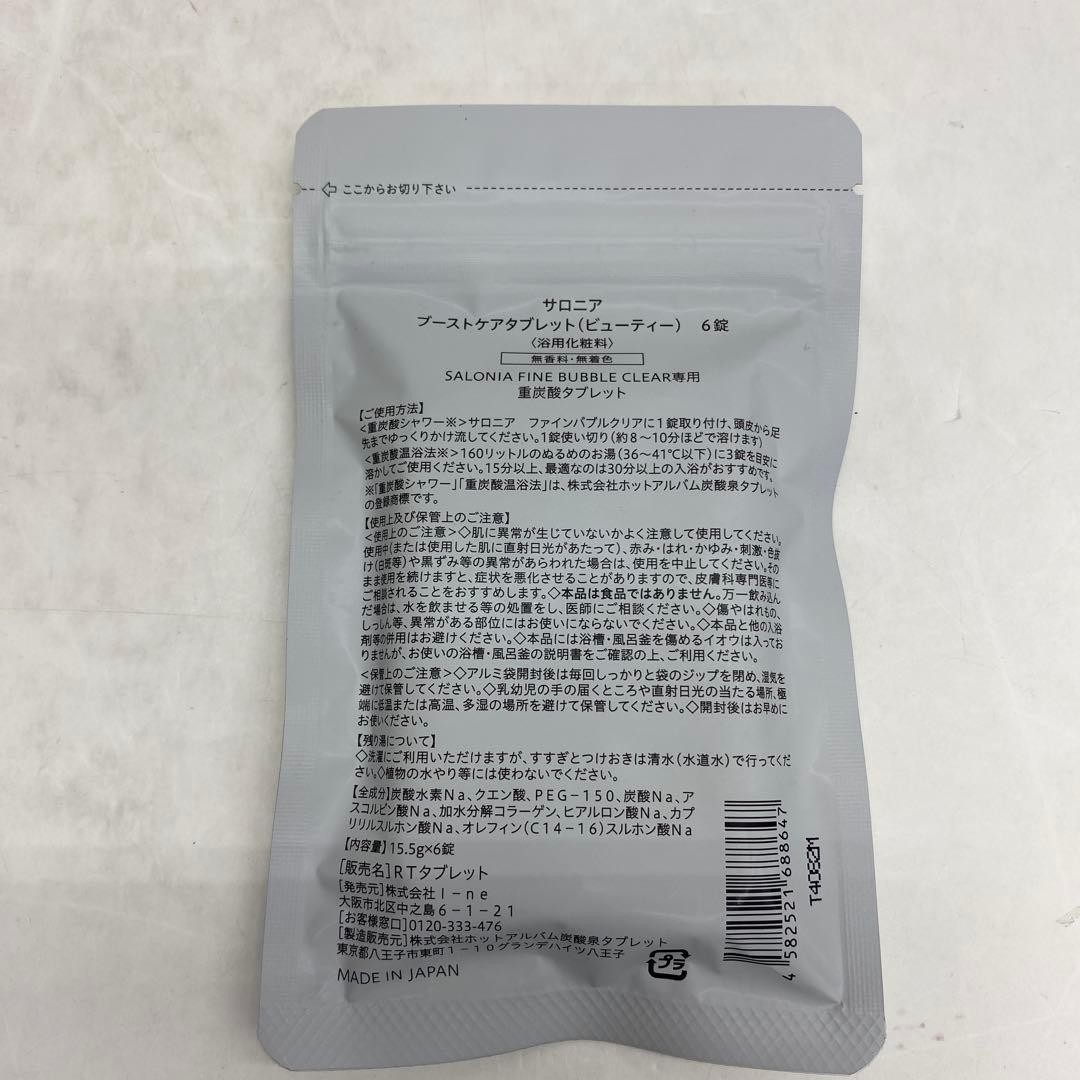 ここからお切り下さい
サロニア
ブーストケアタブレット(ビューティー) 6錠
〈浴用化粧料〉
無香料・無着色
SALONIA FINE BUBBLE CLEAR専用
重炭酸タブレット
【ご使用方法】
<重炭酸シャワー※>サロニア ファインバブルクリアに1錠取り付け、頭皮から足
先までゆっくりかけ流してください。1錠使い切り(約8〜10分ほどで溶けます)
<重炭酸温浴法※>160リットルのぬるめのお湯(36〜41℃以下)に3錠を目安に
溶かしてご使用ください。15分以上、最適なのは30分以上の入浴がおすすめです。
※「重炭酸シャワー」「重炭酸温浴法」は、株式会社ホットアルバム炭酸泉タブレット
の登録商標です。
【使用上及び保管上のご注意】
<使用上のご注意>◇肌に異常が生じていないかよく注意して使用してください。
使用中(または使用した肌に直射日光があたって)、赤み・はれ・かゆみ・刺激・色抜
け(白斑等)や黒ずみ等の異常があらわれた場合は、使用を中止してください。その
まま使用を続けますと、症状を悪化させることがありますので、皮膚科専門医等に
ご相談されることをおすすめします。◇本品は食品ではありません。万一飲み込ん
だ場合は、水を飲ませる等の処置をし、医師にご相談ください。◇傷やはれもの、
しっしん等、異常がある部位にはお使いにならないでください。◇本品と他の入浴
剤等の併用はお避けください。◇本品には浴槽・風呂釜を傷めるイオウは入ってお
りませんが、お使いの浴槽・風呂釜の説明書をご確認の上、ご利用ください。
<保管上のご注意>◇アルミ袋開封後は毎回しっかりと袋のジップを閉め、湿気を
避けて保管してください。◇乳幼児の手の届くところや直射日光の当たる場所、極
端に低温または高温、多湿の場所を避けて保管してください。◇開封後はお早めに
お使いください。
【残り湯について】
◇洗濯にご利用いただけますが、すすぎとつけおきは清水(水道水)で行ってくだ
さい。◇植物の水やり等には使わないでください。
【全成分】炭酸水素Na、クエン酸、PEG-150、炭酸Na、ア
スコルビン酸Na、加水分解コラーゲン、ヒアルロン酸Na、カプ
リリルスルホン酸Na、オレフィン(C14-16)スルホン酸Na
【内容量】15.5g×6錠
[販売名]RTタブレット
[発売元]株式会社I-ne
大阪市北区中之島6-1-21
[お客様窓口]0120-333-476
[製造販売元]株式会社ホットアルバム炭酸泉タブレット
東京都八王子市東町1-10グランデハイツ八王子
MADE IN JAPAN
プラ
4 582521 688647
T4D82M